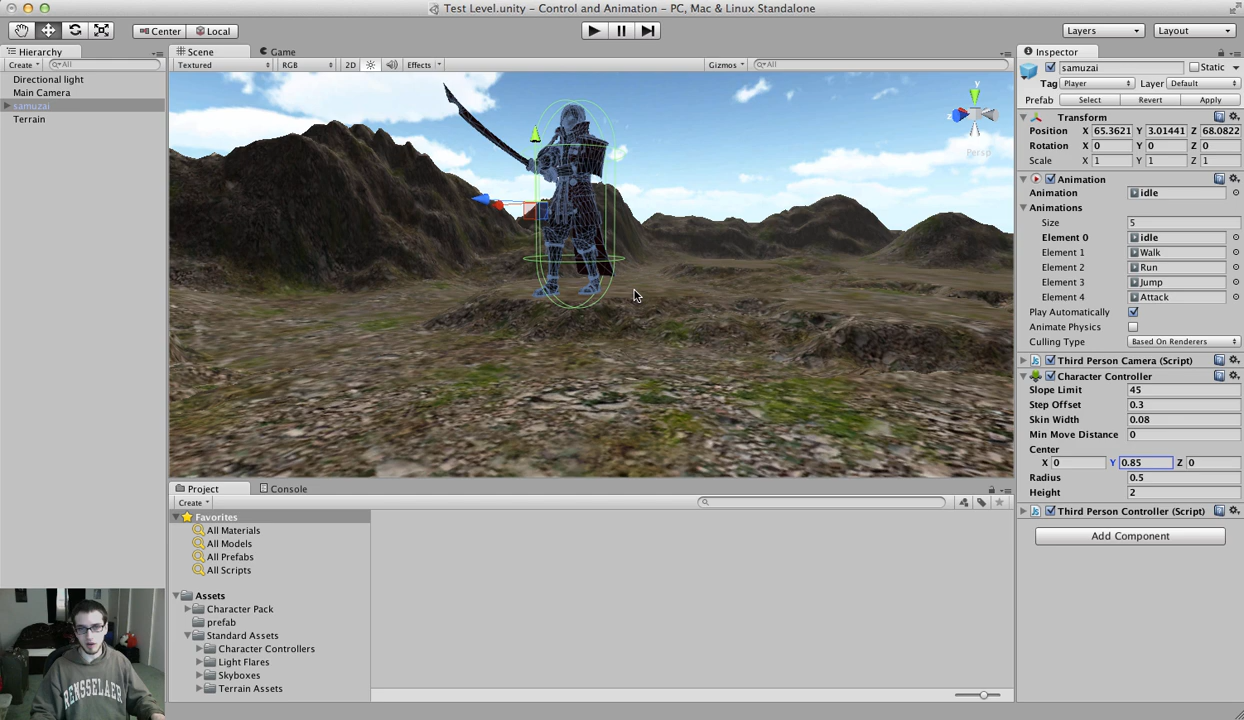 Test Level.unity - Control and Animation - PC, Mac & Linux Standalone
Center Local
Layers Layout
Hierarchy
Create All
Directional light
Main Camera
samuzai
Terrain
Scene Game
Textured RGB 2D Effects Gizmos All
y
z
Persp
Inspector
samuzai Static
Tag Player Layer Default
Prefab Select Revert Apply
Transform
Position X 65.3621 Y 3.01441 Z 68.0822
Rotation X 0 Y 0 Z 0
Scale X 1 Y 1 Z 1
Animation
Animation idle
Animations
Size 5
Element 0 idle
Element 1 Walk
Element 2 Run
Element 3 Jump
Element 4 Attack
Play Automatically
Animate Physics
Culling Type Based On Renderers
Third Person Camera (Script)
Character Controller
Slope Limit 45
Step Offset 0.3
Skin Width 0.08
Min Move Distance 0
Center
X 0 Y 0.85 Z 0
Radius 0.5
Height 2
Third Person Controller (Script)
Add Component
Project Console
Create
Favorites
All Materials
All Models
All Prefabs
All Scripts
Assets
Character Pack
prefab
Standard Assets
Character Controllers
Light Flares
Skyboxes
Terrain Assets
RENSSELAER